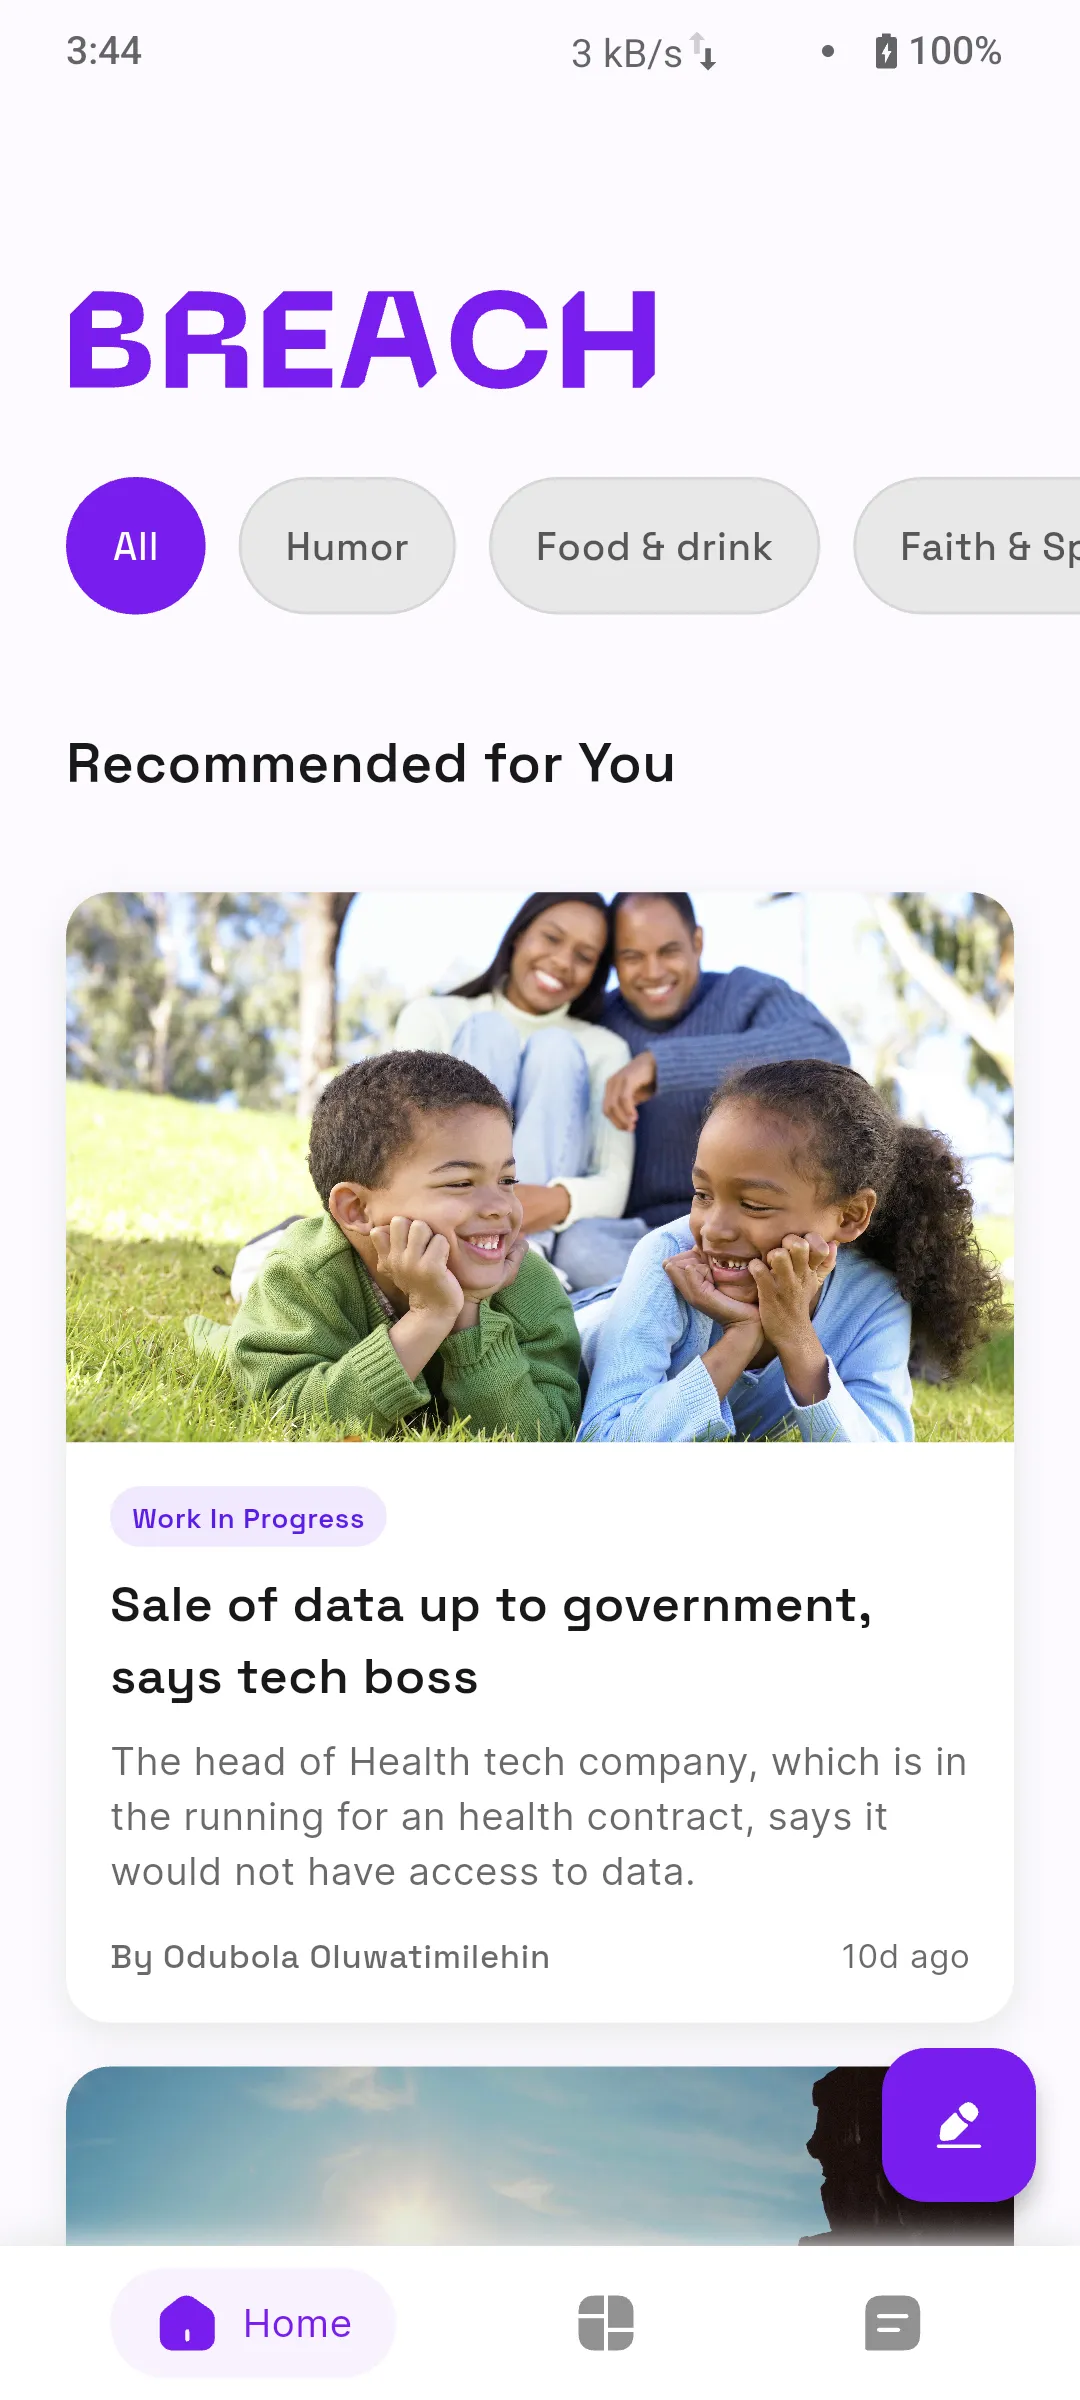 3:44
3 kB/s
100%
BREACH
All
Humor
Food & drink
Faith & Sp
Recommended for You
Work In Progress
Sale of data up to government,
says tech boss
The head of Health tech company, which is in
the running for an health contract, says it
would not have access to data.
By Odubola Oluwatimilehin
10d ago
Home